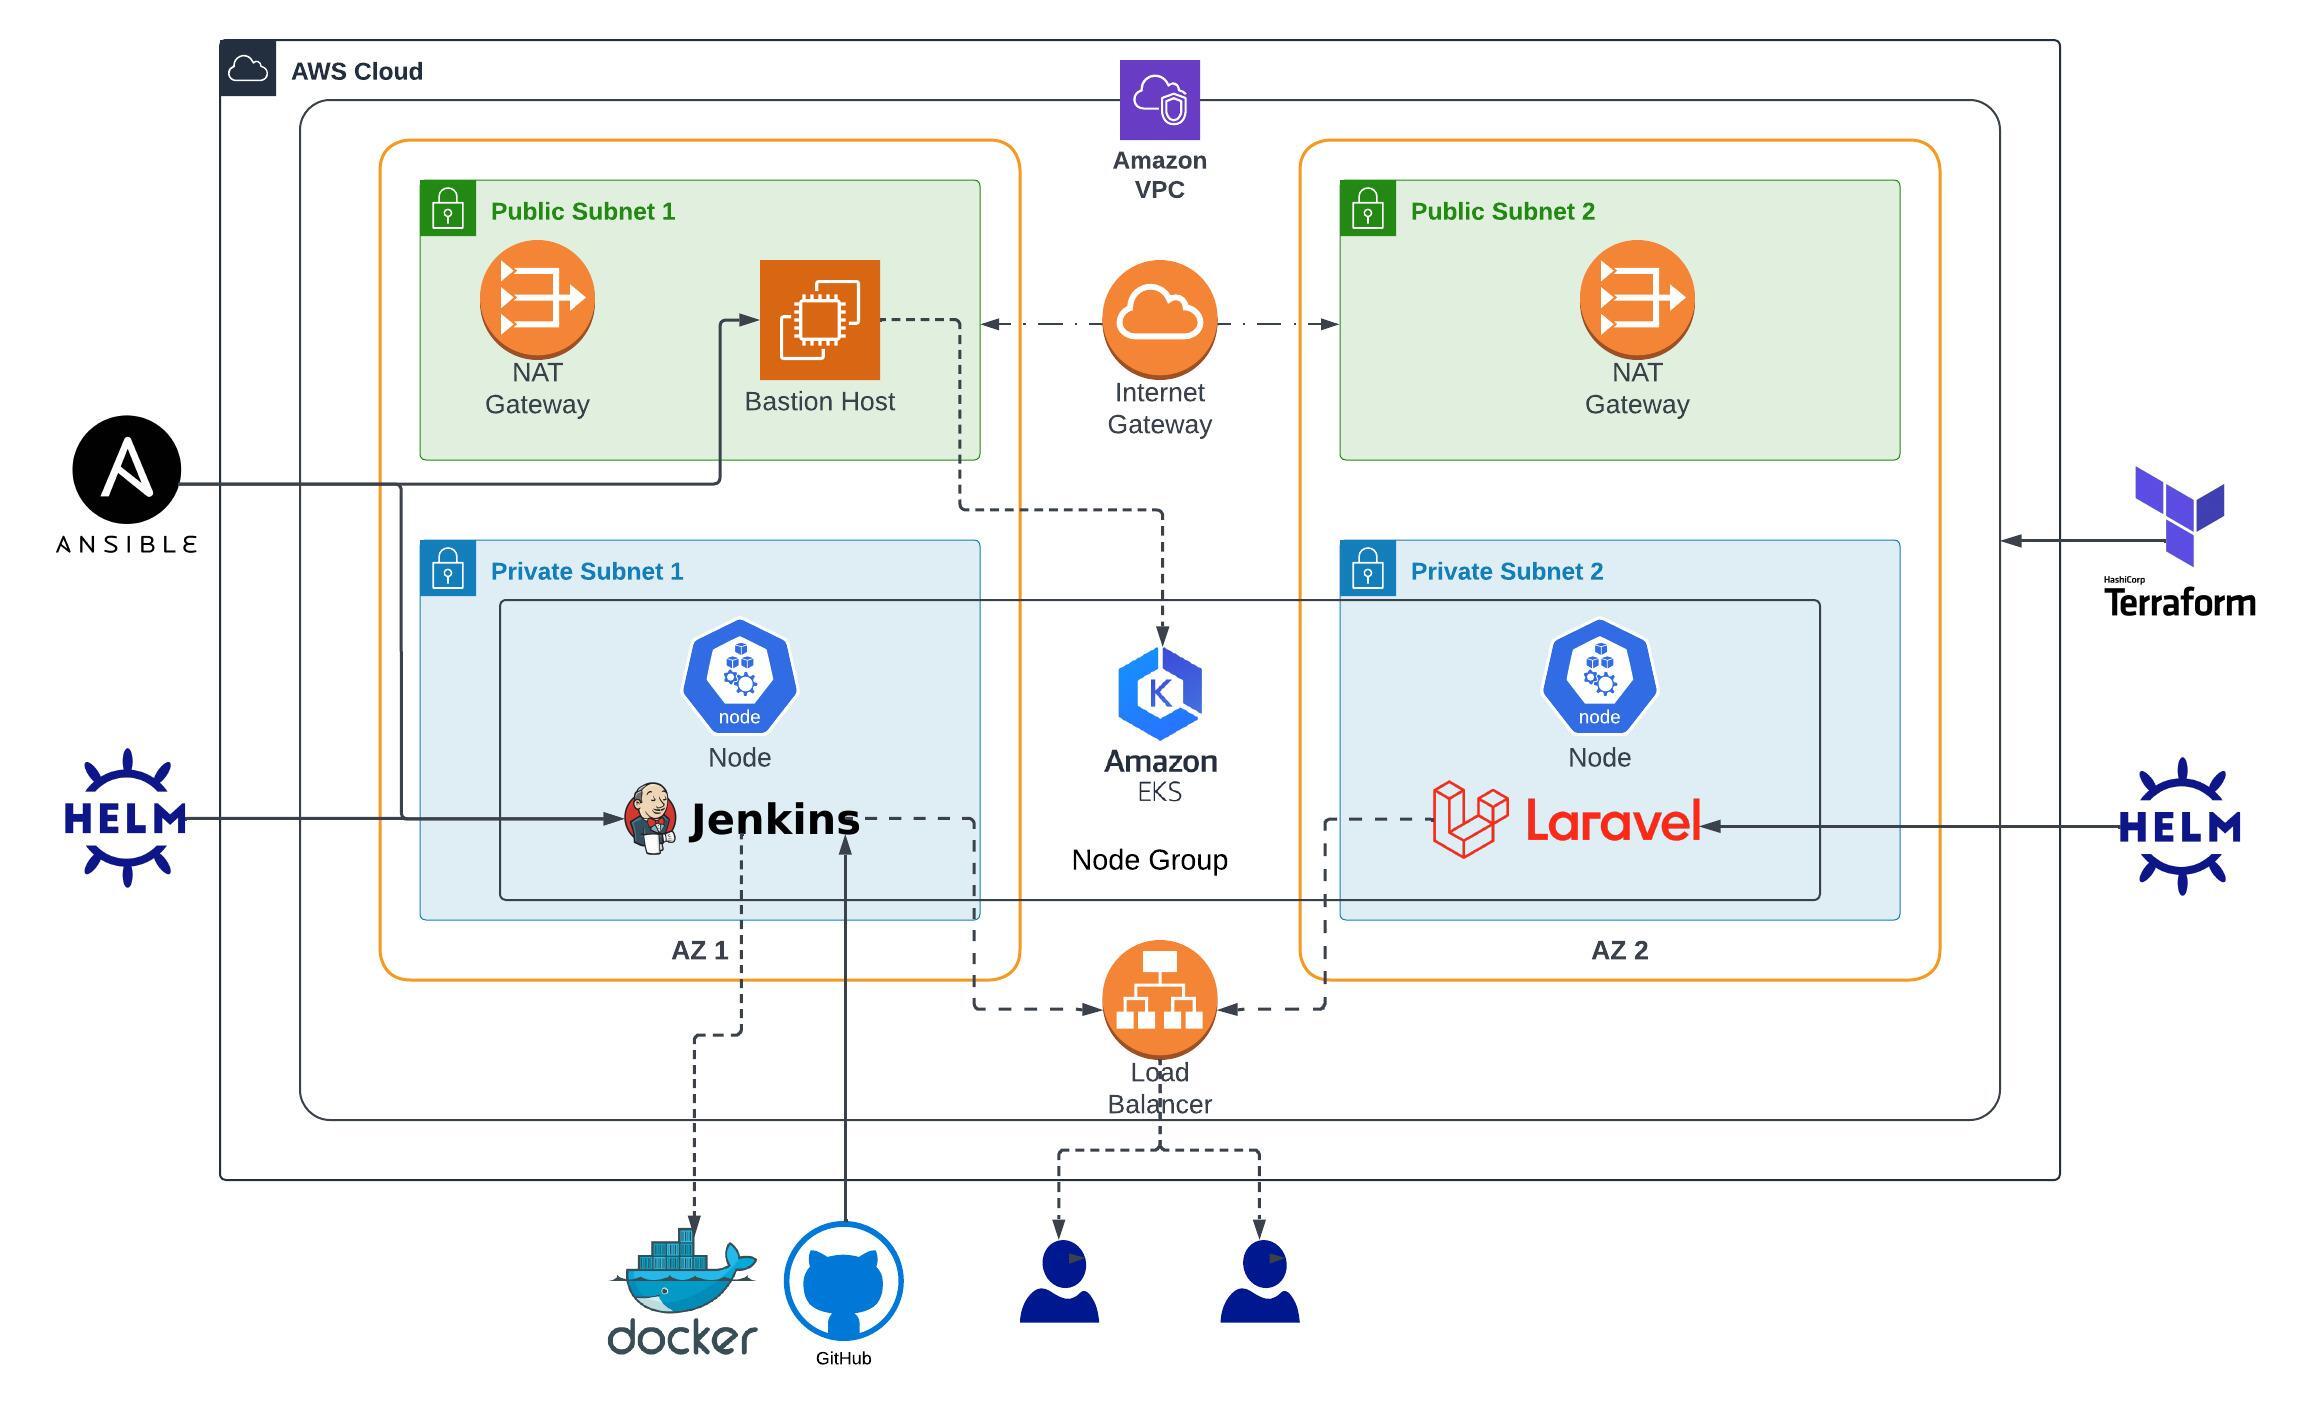 AWS Cloud
Amazon
VPC
Public Subnet 1
Public Subnet 2
NAT
Gateway
Bastion Host
Internet
Gateway
NAT
Gateway
ANSIBLE
Private Subnet 1
Private Subnet 2
HashiCorp
Terraform
node
Node
K
Amazon
EKS
node
Node
HELM
Jenkins
Laravel
HELM
Node Group
AZ 1
AZ 2
Load
Balancer
docker
GitHub